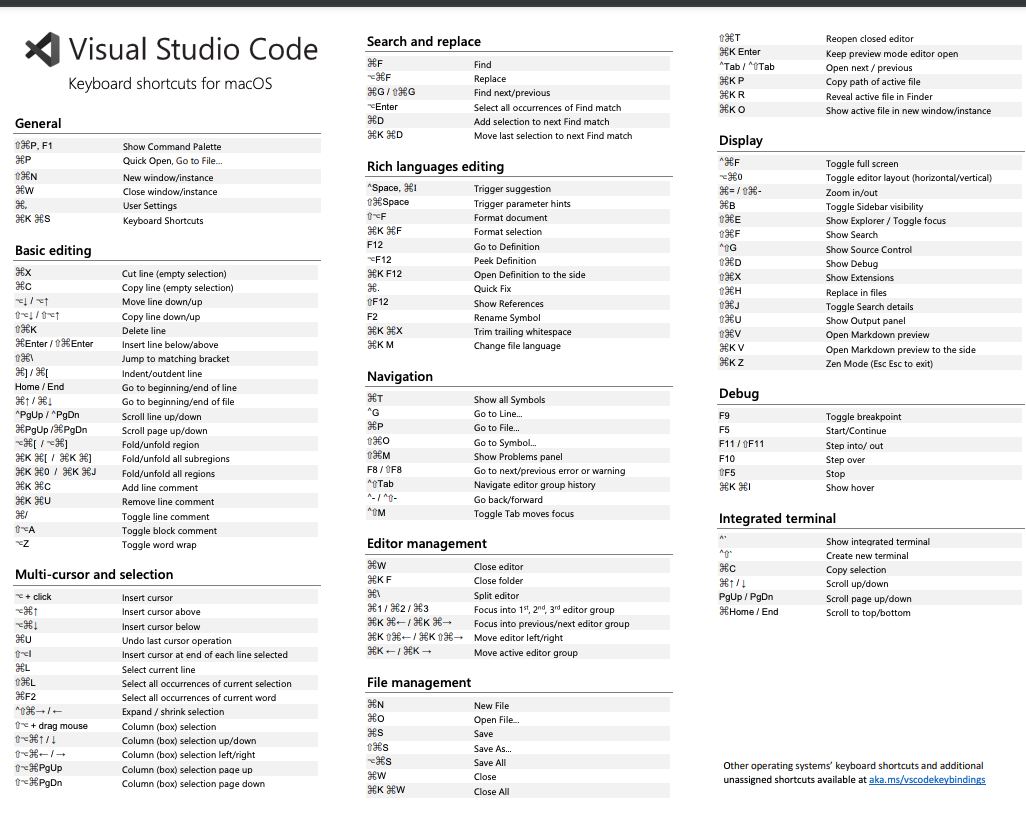 Visual Studio Code
Keyboard shortcuts for macOS
General
⇧⌘P, F1 Show Command Palette
⌘P Quick Open, Go to File…
⇧⌘N New window/instance
⌘W Close window/instance
⌘, User Settings
⌘K ⌘S Keyboard Shortcuts
Basic editing
⌘X Cut line (empty selection)
⌘C Copy line (empty selection)
⌥↓ / ⌥↑ Move line down/up
⇧⌥↓ / ⇧⌥↑ Copy line down/up
⇧⌘K Delete line
⌘Enter / ⇧⌘Enter Insert line below/above
⇧⌘\ Jump to matching bracket
⌘] / ⌘[ Indent/outdent line
Home / End Go to beginning/end of line
⌘↑ / ⌘↓ Go to beginning/end of file
^PgUp / ^PgDn Scroll line up/down
⌘PgUp /⌘PgDn Scroll page up/down
⌥⌘[ / ⌥⌘] Fold/unfold region
⌘K ⌘[ / ⌘K ⌘] Fold/unfold all subregions
⌘K ⌘0 / ⌘K ⌘J Fold/unfold all regions
⌘K ⌘C Add line comment
⌘K ⌘U Remove line comment
⌘/ Toggle line comment
⇧⌥A Toggle block comment
⌥Z Toggle word wrap
Multi-cursor and selection
⌥ + click Insert cursor
⌥⌘↑ Insert cursor above
⌥⌘↓ Insert cursor below
⌘U Undo last cursor operation
⇧⌥I Insert cursor at end of each line selected
⌘L Select current line
⇧⌘L Select all occurrences of current selection
⌘F2 Select all occurrences of current word
^⇧⌘→ / ← Expand / shrink selection
⇧⌥ + drag mouse Column (box) selection
⇧⌥⌘↑ / ↓ Column (box) selection up/down
⇧⌥⌘← / → Column (box) selection left/right
⇧⌥⌘PgUp Column (box) selection page up
⇧⌥⌘PgDn Column (box) selection page down
Search and replace
⌘F Find
⌥⌘F Replace
⌘G / ⇧⌘G Find next/previous
⌥Enter Select all occurrences of Find match
⌘D Add selection to next Find match
⌘K ⌘D Move last selection to next Find match
Rich languages editing
^Space, ⌘I Trigger suggestion
⇧⌘Space Trigger parameter hints
⇧⌥F Format document
⌘K ⌘F Format selection
F12 Go to Definition
⌥F12 Peek Definition
⌘K F12 Open Definition to the side
⌘. Quick Fix
⇧F12 Show References
F2 Rename Symbol
⌘K ⌘X Trim trailing whitespace
⌘K M Change file language
Navigation
⌘T Show all Symbols
^G Go to Line…
⌘P Go to File…
⇧⌘O Go to Symbol…
⇧⌘M Show Problems panel
F8 / ⇧F8 Go to next/previous error or warning
^⇧Tab Navigate editor group history
^- / ^⇧- Go back/forward
^⇧M Toggle Tab moves focus
Editor management
⌘W Close editor
⌘K F Close folder
⌘\ Split editor
⌘1 / ⌘2 / ⌘3 Focus into 1st, 2nd, 3rd editor group
⌘K ⌘← / ⌘K ⌘→ Focus into previous/next editor group
⌘K ⇧⌘← / ⌘K ⇧⌘→ Move editor left/right
⌘K ← / ⌘K → Move active editor group
File management
⌘N New File
⌘O Open File…
⌘S Save
⇧⌘S Save As…
⌥⌘S Save All
⌘W Close
⌘K ⌘W Close All
⇧⌘T Reopen closed editor
⌘K Enter Keep preview mode editor open
^Tab / ^⇧Tab Open next / previous
⌘K P Copy path of active file
⌘K R Reveal active file in Finder
⌘K O Show active file in new window/instance
Display
^⌘F Toggle full screen
⌥⌘0 Toggle editor layout (horizontal/vertical)
⌘= / ⇧⌘- Zoom in/out
⌘B Toggle Sidebar visibility
⇧⌘E Show Explorer / Toggle focus
⇧⌘F Show Search
^⇧G Show Source Control
⇧⌘D Show Debug
⇧⌘X Show Extensions
⇧⌘H Replace in files
⇧⌘J Toggle Search details
⇧⌘U Show Output panel
⇧⌘V Open Markdown preview
⌘K V Open Markdown preview to the side
⌘K Z Zen Mode (Esc Esc to exit)
Debug
F9 Toggle breakpoint
F5 Start/Continue
F11 / ⇧F11 Step into/ out
F10 Step over
⇧F5 Stop
⌘K ⌘I Show hover
Integrated terminal
^` Show integrated terminal
^⇧` Create new terminal
⌘C Copy selection
⌘↑ / ↓ Scroll up/down
PgUp / PgDn Scroll page up/down
⌘Home / End Scroll to top/bottom
Other operating systems’ keyboard shortcuts and additional
unassigned shortcuts available at aka.ms/vscodekeybindings